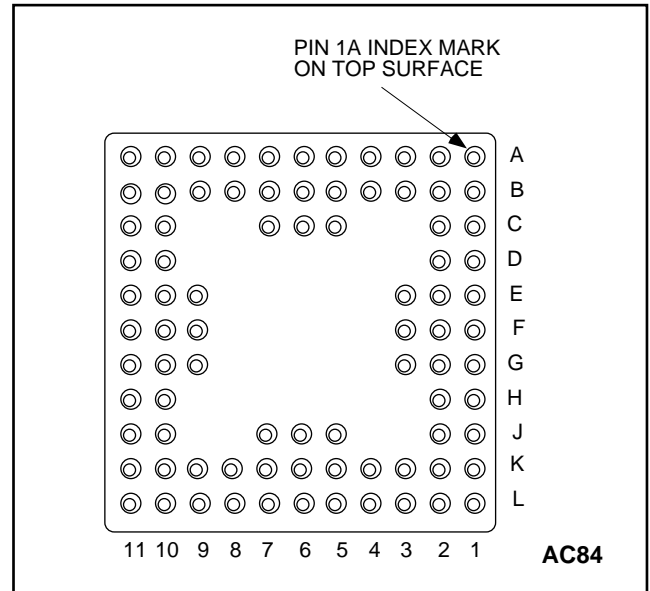 PIN 1A INDEX MARK
ON TOP SURFACE
A
B
C
D
E
F
G
H
J
K
L
11 10 9 8 7 6 5 4 3 2 1
AC84